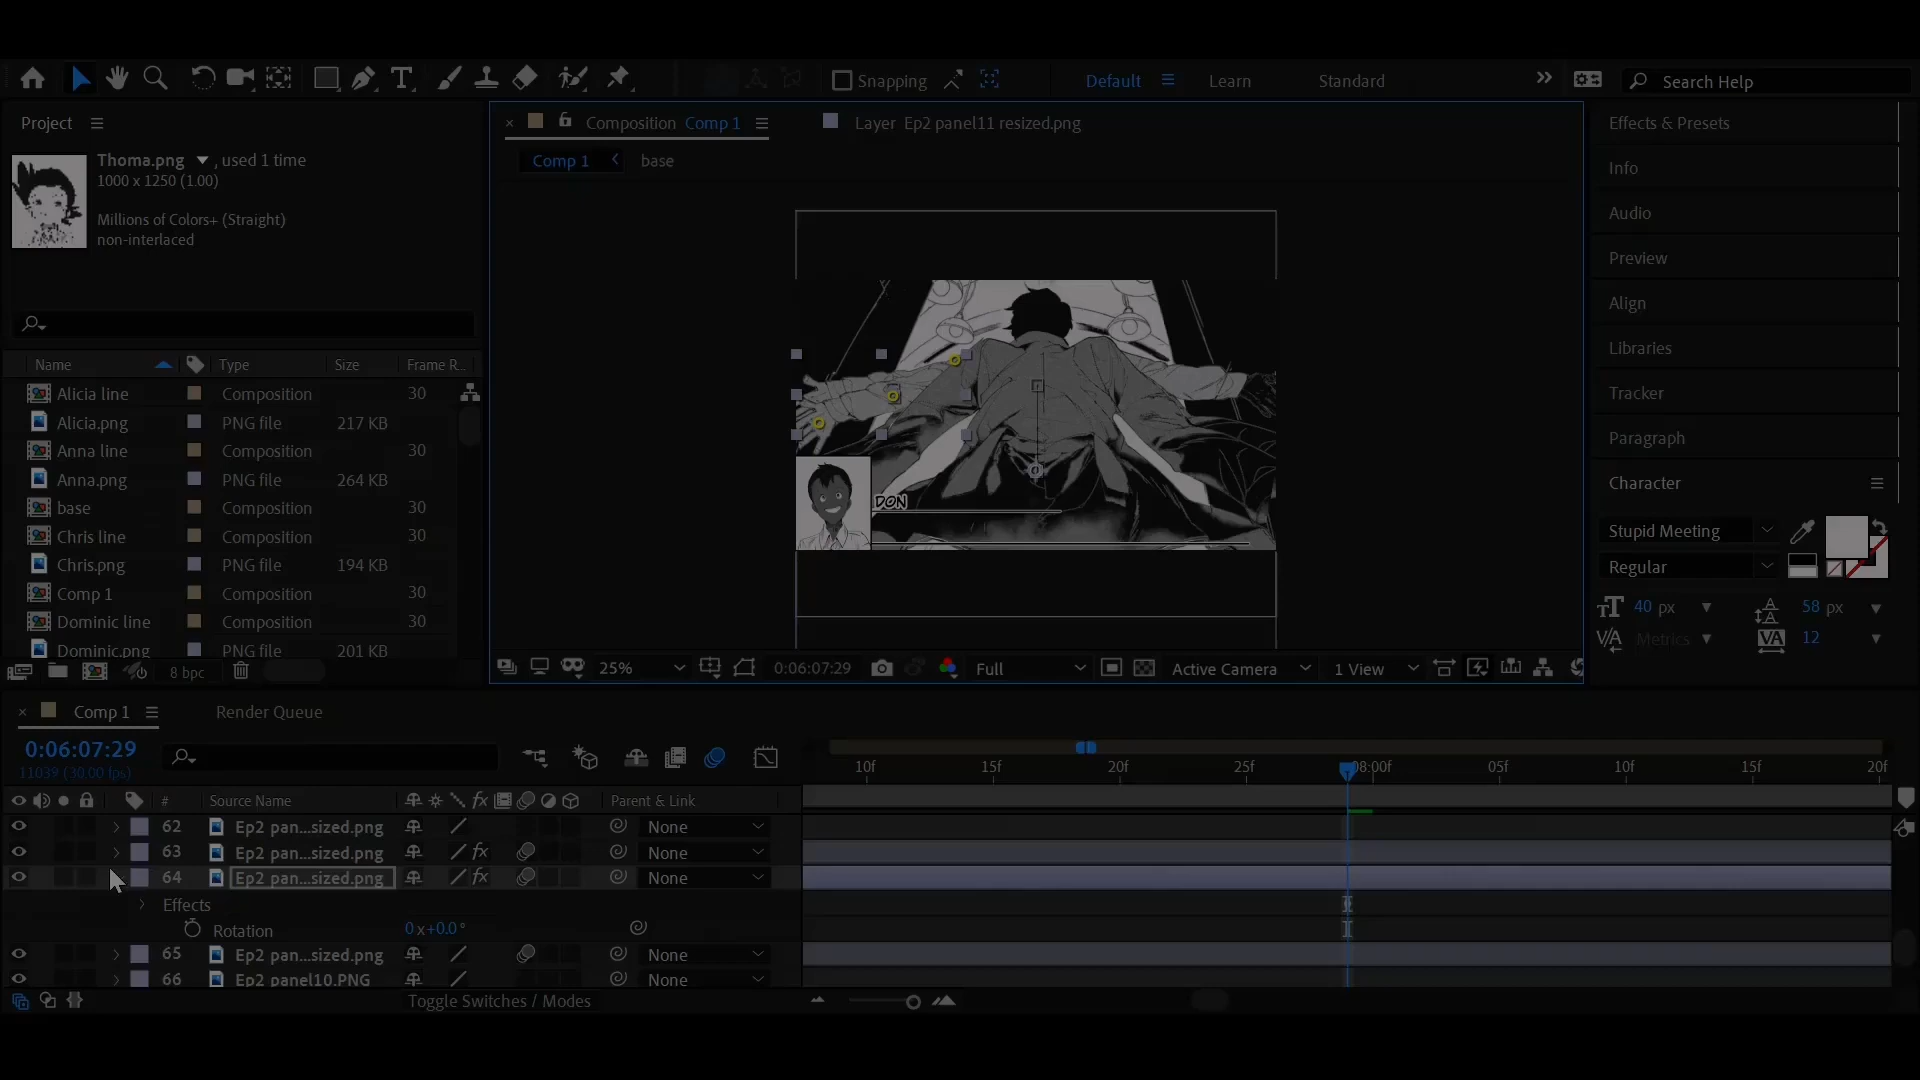 Snapping
Default
Learn
Standard
Search Help
Project
Thoma.png , used 1 time
1000 x 1250 (1.00)
Millions of Colors+ (Straight)
non-interlaced
Name Type Size Frame R...
Alicia line Composition 30
Alicia.png PNG file 217 KB
Anna line Composition 30
Anna.png PNG file 264 KB
base Composition 30
Chris line Composition 30
Chris.png PNG file 194 KB
Comp 1 Composition 30
Dominic line Composition 30
Dominic.png PNG file 201 KB
8 bpc
Composition Comp 1
Layer Ep2 panel11 resized.png
Comp 1 base
DON
25%
0:06:07:29
Full
Active Camera
1 View
Effects & Presets
Info
Audio
Preview
Align
Libraries
Tracker
Paragraph
Character
Stupid Meeting
Regular
40 px
58 px
Metrics
12
Comp 1
Render Queue
0:06:07:29
11039 (30.00 fps)
10f 15f 20f 25f 08:00f 05f 10f 15f 20f
# Source Name Parent & Link
62 Ep2 pan...sized.png None
63 Ep2 pan...sized.png None
64 Ep2 pan...sized.png None
Effects
Rotation 0x+0.0°
65 Ep2 pan...sized.png None
66 Ep2 panel10.PNG None
Toggle Switches / Modes